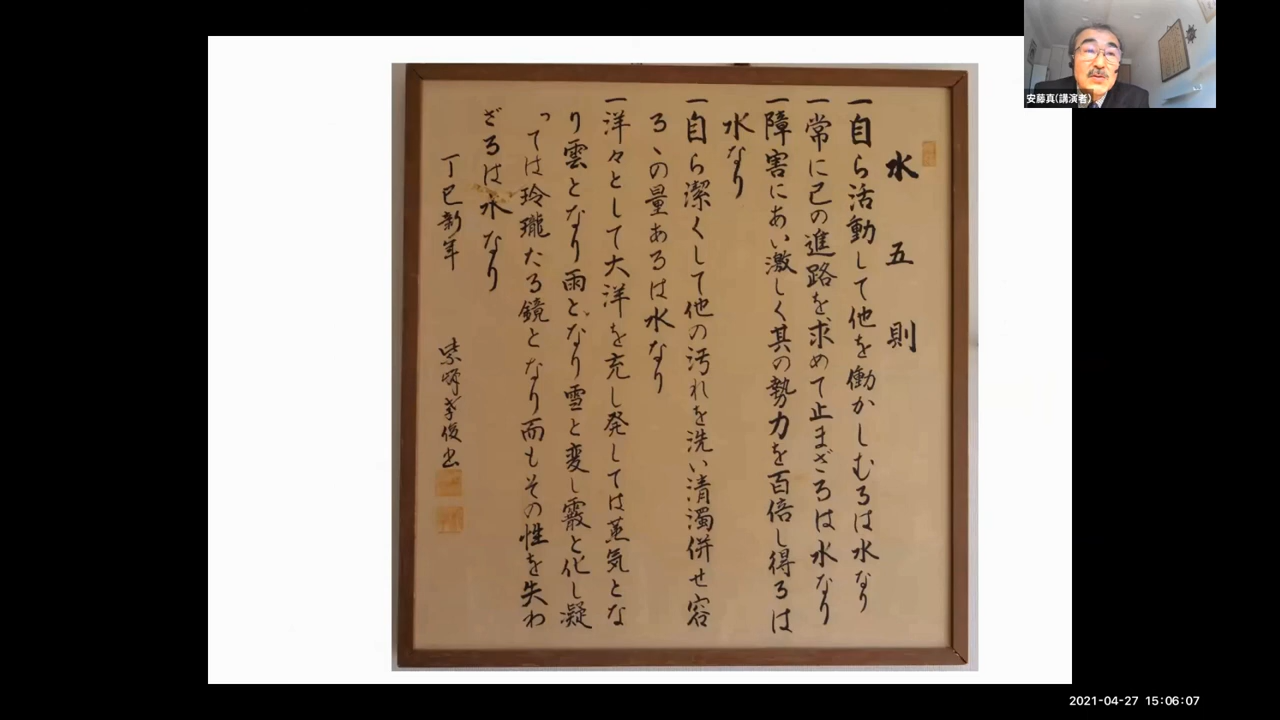 水五則
一自ら活動して他を働かしむるは水なり
一常に己の進路を求めて止まざるは水なり
一障害にあい激しく其の勢力を百倍し得るは
水なり
一自ら潔くして他の汚れを洗い清濁併せ容
るゝの量あるは水なり
一洋々として大洋を充し発しては蒸気とな
り雲となり雨となり雪と変し霰と化し凝
っては玲瓏たる鏡となり而もその性を失わ
ざるは水なり
丁巳新年
安藤真(講演者)
2021-04-27 15:06:07